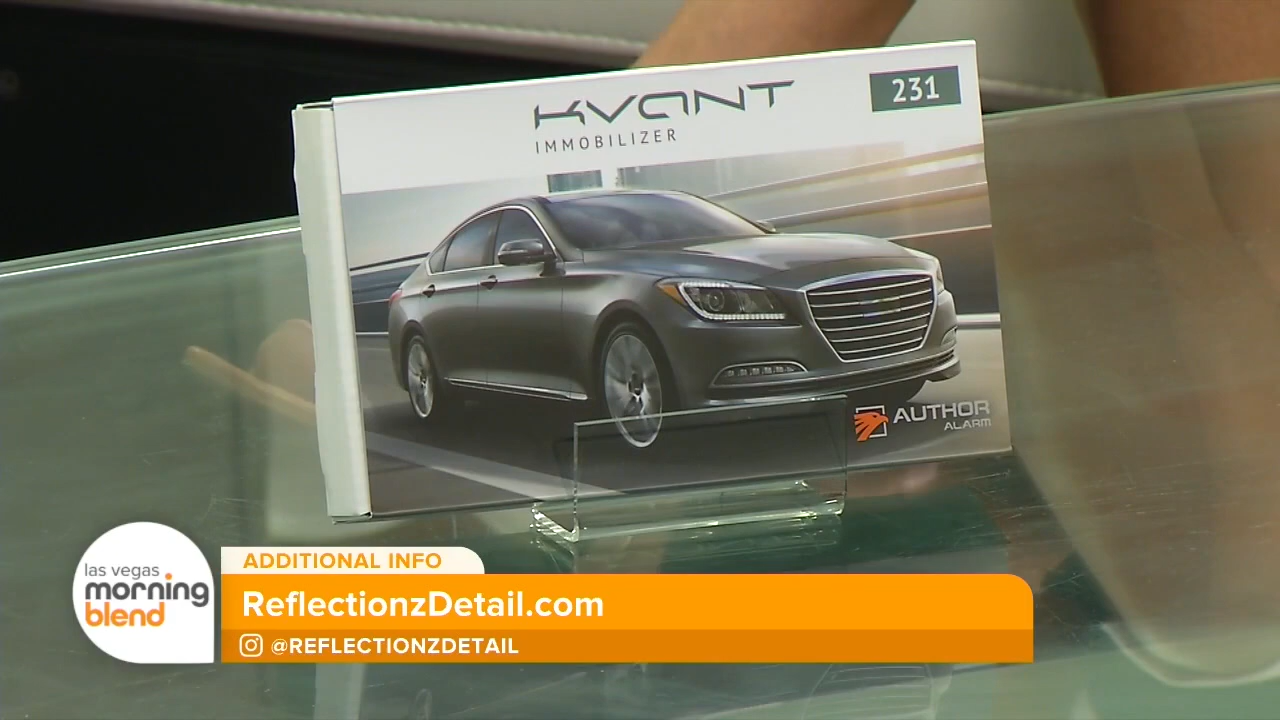 KVANT
IMMOBILIZER
231
AUTHOR
ALARM
las vegas
morning
blend
ADDITIONAL INFO
ReflectionzDetail.com
@REFLECTIONZDETAIL